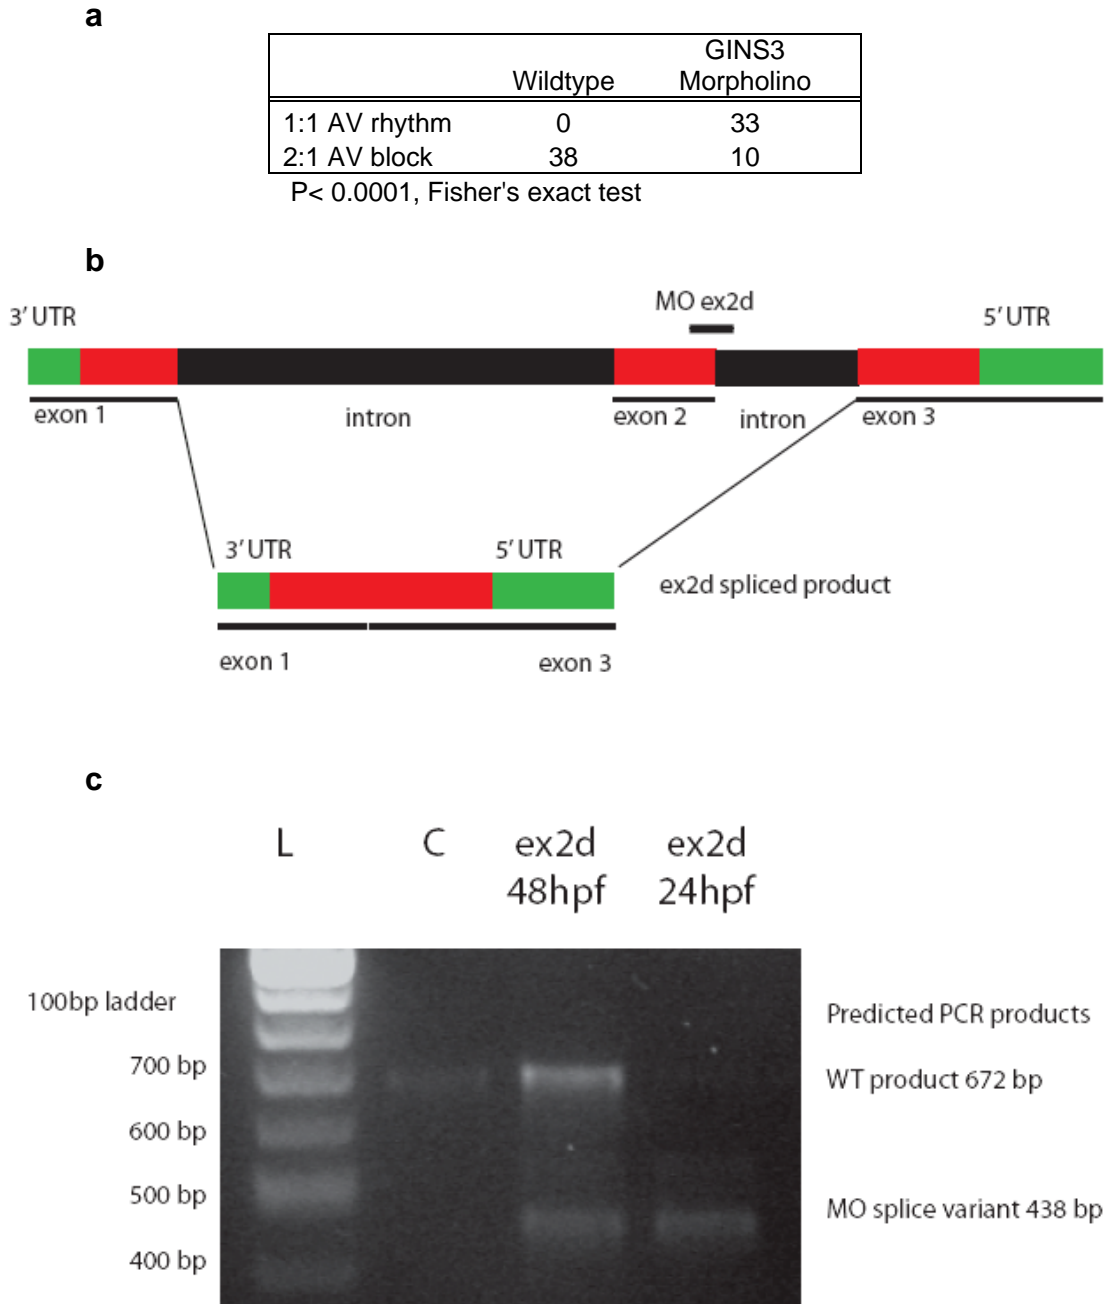 a
GINS3
Wildtype Morpholino
1:1 AV rhythm 0 33
2:1 AV block 38 10
P< 0.0001, Fisher's exact test
b
MO ex2d
3' UTR 5' UTR
exon 1 intron exon 2 intron exon 3
3' UTR 5' UTR
ex2d spliced product
exon 1 exon 3
c
L C ex2d ex2d
48hpf 24hpf
100bp ladder
Predicted PCR products
700 bp
WT product 672 bp
600 bp
500 bp
MO splice variant 438 bp
400 bp